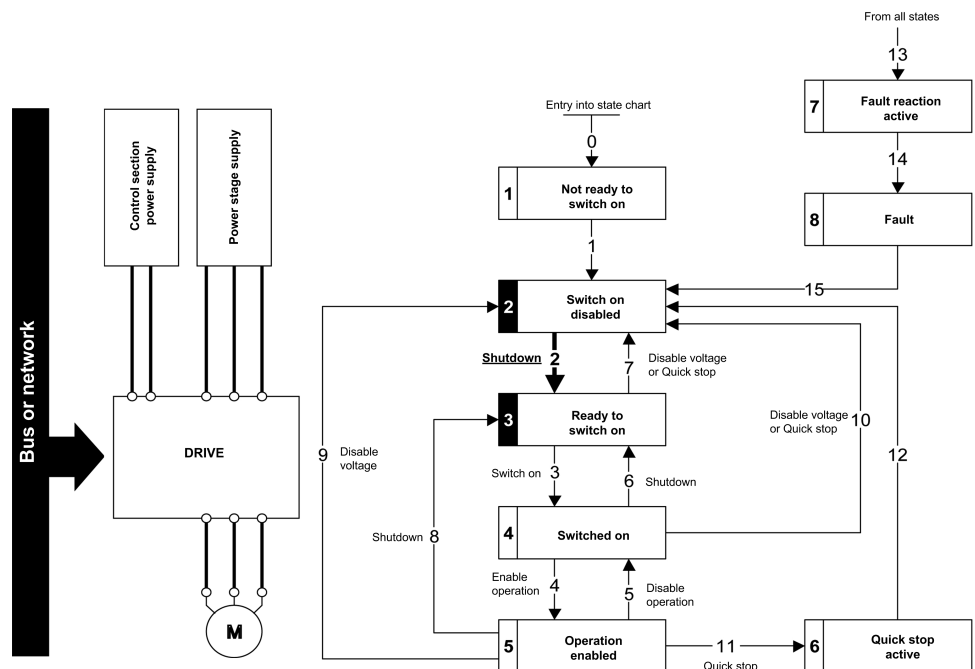 From all states
13
7
Fault reaction
active
14
8
Fault
15
Entry into state chart
0
1
Not ready to
switch on
1
2
Switch on
disabled
Shutdown 2
7
Disable voltage
or Quick stop
3
Ready to
switch on
Switch on 3
6 Shutdown
4
Switched on
Enable
operation
4
5
Disable
operation
5
Operation
enabled
11
Quick stop
6
Quick stop
active
Disable voltage
or Quick stop
10
12
9
Disable
voltage
Shutdown 8
Bus or network
Control section
power supply
Power stage supply
DRIVE
M